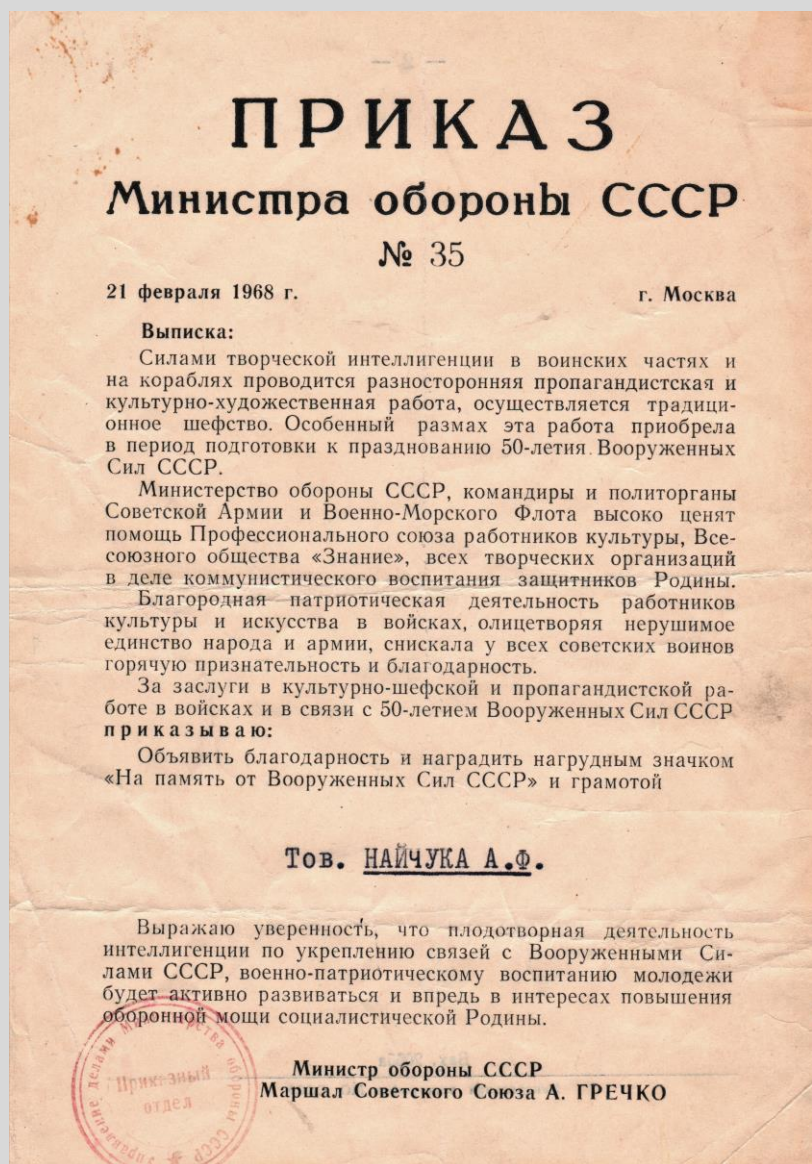 ПРИКАЗ
Министра обороны СССР
№ 35
21 февраля 1968 г. г. Москва
Выписка:
Силами творческой интеллигенции в воинских частях и
на кораблях проводится разносторонняя пропагандистская и
культурно-художественная работа, осуществляется традици-
онное шефство. Особенный размах эта работа приобрела
в период подготовки к празднованию 50-летия Вооруженных
Сил СССР.
Министерство обороны СССР, командиры и политорганы
Советской Армии и Военно-Морского Флота высоко ценят
помощь Профессионального союза работников культуры, Все-
союзного общества «Знание», всех творческих организаций
в деле коммунистического воспитания защитников Родины.
Благородная патриотическая деятельность работников
культуры и искусства в войсках, олицетворяя нерушимое
единство народа и армии, снискала у всех советских воинов
горячую признательность и благодарность.
За заслуги в культурно-шефской и пропагандистской ра-
боте в войсках и в связи с 50-летием Вооруженных Сил СССР
приказываю:
Объявить благодарность и наградить нагрудным значком
«На память от Вооруженных Сил СССР» и грамотой
Тов. НАЙЧУКА А.Ф.
Выражаю уверенность, что плодотворная деятельность
интеллигенции по укреплению связей с Вооруженными Си-
лами СССР, военно-патриотическому воспитанию молодежи
будет активно развиваться и впредь в интересах повышения
оборонной мощи социалистической Родины.
Министр обороны СССР
Маршал Советского Союза А. ГРЕЧКО
Управление делами Министерства обороны СССР
Приказный
отдел